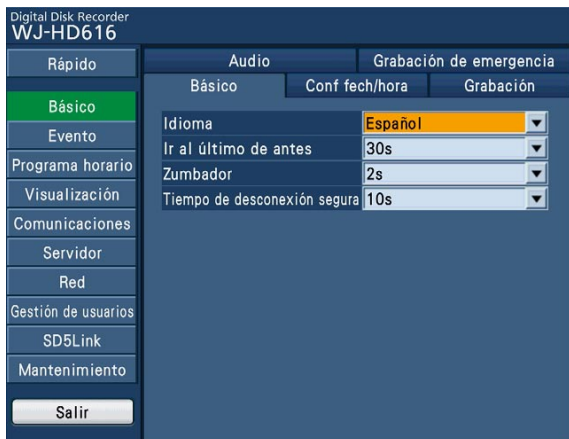 Digital Disk Recorder
WJ-HD616
Rápido
Básico
Evento
Programa horario
Visualización
Comunicaciones
Servidor
Red
Gestión de usuarios
SD5Link
Mantenimiento
Salir
Audio
Grabación de emergencia
Básico
Conf fech/hora
Grabación
Idioma Español
Ir al último de antes 30s
Zumbador 2s
Tiempo de desconexión segura 10s